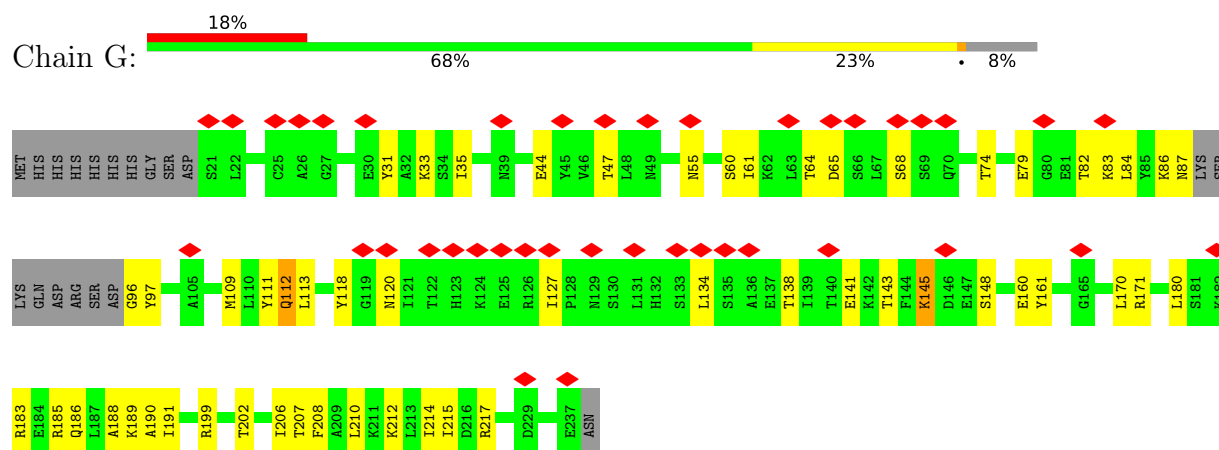 18%
Chain G:
68% 23% • 8%
MET HIS HIS HIS HIS HIS HIS GLY SER ASP S21 L22 C25 A26 G27 E30 Y31 A32 K33 S34 I35 N39 E44 Y45 V46 T47 L48 N49 N55 S60 I61 K62 L63 T64 D65 S66 L67 S68 S69 Q70 T74 E79 G80 E81 T82 K83 L84 Y85 K86 N87 LYS SER
LYS GLN ASP ARG SER ASP G96 Y97 A105 M109 L110 Y111 Q112 L113 Y118 G119 N120 I121 T122 H123 K124 E125 R126 I127 P128 N129 S130 L131 H132 S133 L134 S135 A136 E137 T138 I139 T140 E141 K142 T143 F144 K145 D146 E147 S148 E160 Y161 G165 L170 R171 L180 S181
R183 E184 R185 Q186 L187 A188 K189 A190 I191 R199 T202 I206 T207 F208 A209 L210 K211 K212 L213 I214 I215 D216 R217 D229 E237 ASN